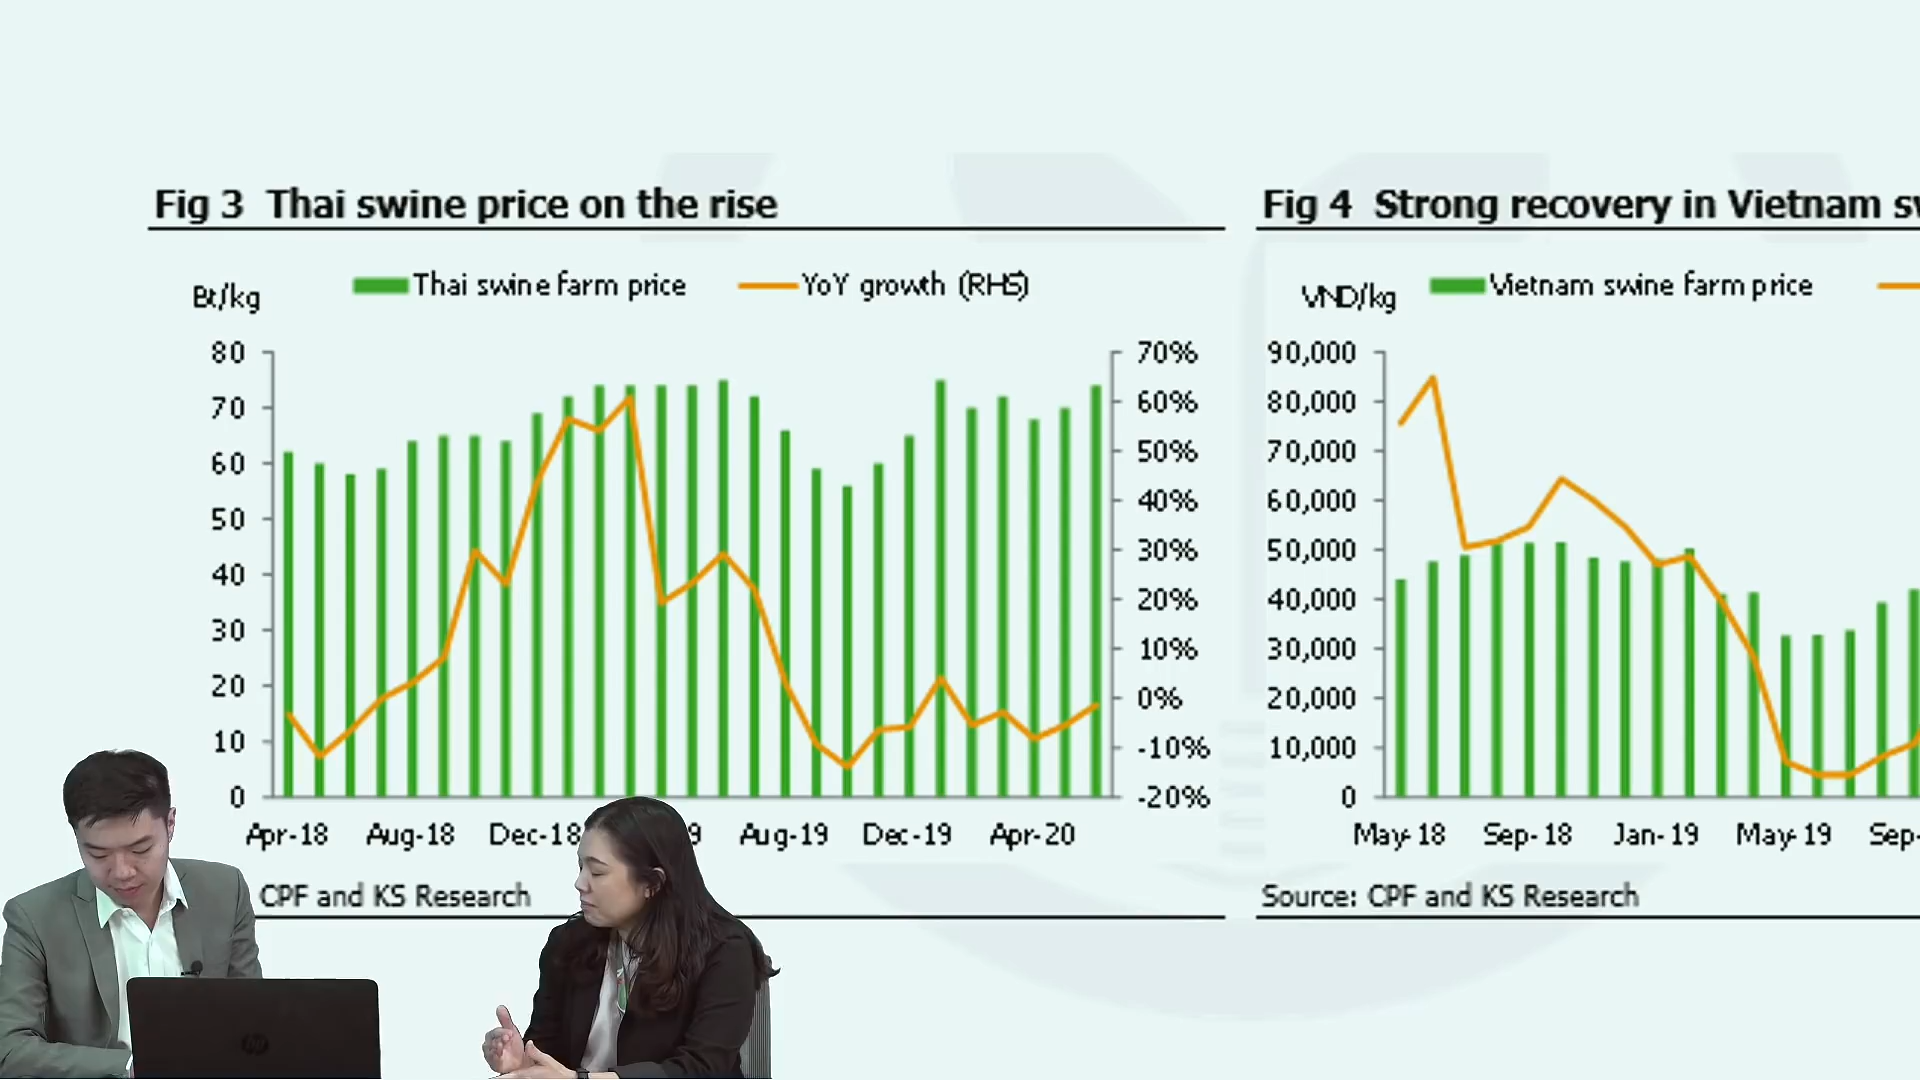 Fig 3 Thai swine price on the rise
Bt/kg
Thai swine farm price
YoY growth (RHS)
80
70
60
50
40
30
20
10
0
70%
60%
50%
40%
30%
20%
10%
0%
-10%
-20%
Apr-18
Aug-18
Dec-18
9
Aug-19
Dec-19
Apr-20
CPF and KS Research
Fig 4 Strong recovery in Vietnam
VND/kg
Vietnam swine farm price
90,000
80,000
70,000
60,000
50,000
40,000
30,000
20,000
10,000
0
May-18
Sep-18
Jan-19
May-19
Sep-
Source: CPF and KS Research
hp